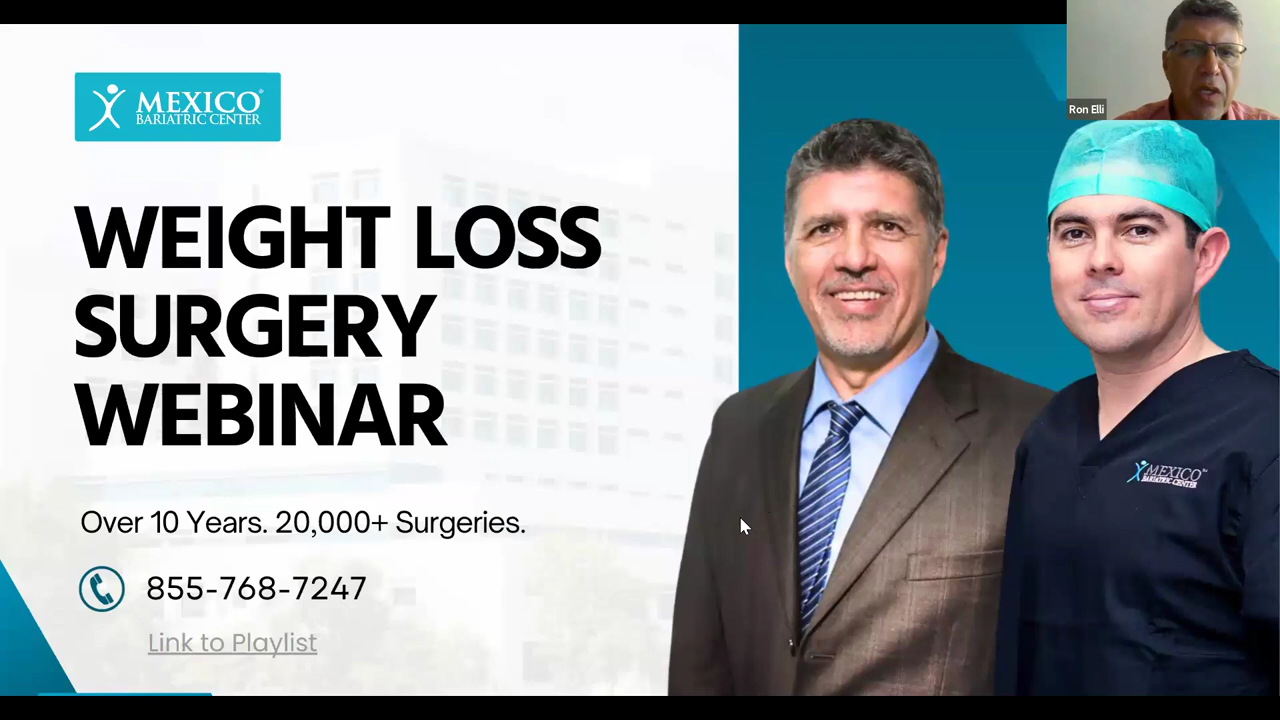 MEXICO®
BARIATRIC CENTER
WEIGHT LOSS
SURGERY
WEBINAR
Over 10 Years. 20,000+ Surgeries.
855-768-7247
Link to Playlist
Ron Elli
MEXICO
BARIATRIC CENTER